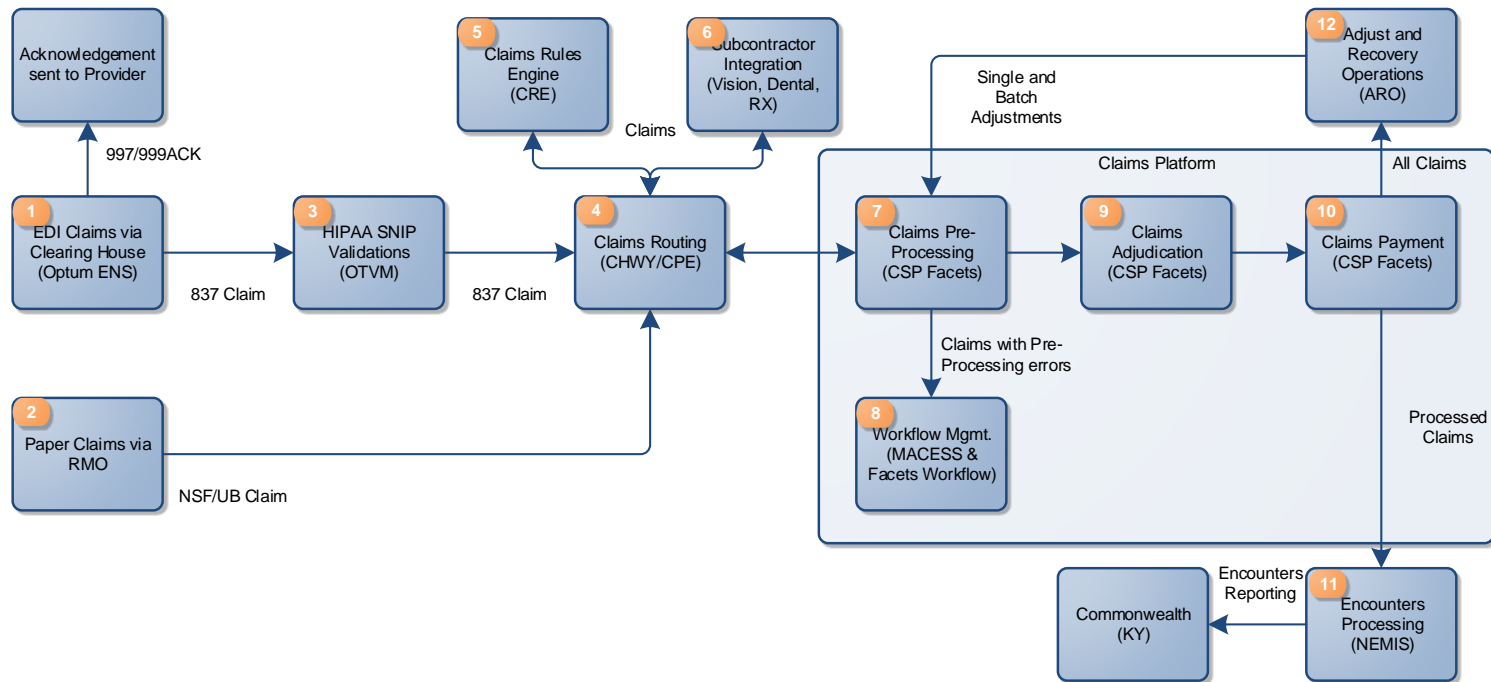 Acknowledgement
sent to Provider
997/999ACK
1
EDI Claims via
Clearing House
(Optum ENS)
837 Claim
3
HIPAA SNIP
Validations
(OTVM)
837 Claim
2
Paper Claims via
RMO
NSF/UB Claim
5
Claims Rules
Engine
(CRE)
6
Subcontractor
Integration
(Vision, Dental,
RX)
Claims
4
Claims Routing
(CHWY/CPE)
12
Adjust and
Recovery
Operations
(ARO)
Single and
Batch
Adjustments
Claims Platform
All Claims
7
Claims Pre-
Processing
(CSP Facets)
9
Claims
Adjudication
(CSP Facets)
10
Claims Payment
(CSP Facets)
Claims with Pre-
Processing errors
8
Workflow Mgmt.
(MACESS &
Facets Workflow)
Processed
Claims
11
Encounters
Processing
(NEMIS)
Encounters
Reporting
Commonwealth
(KY)